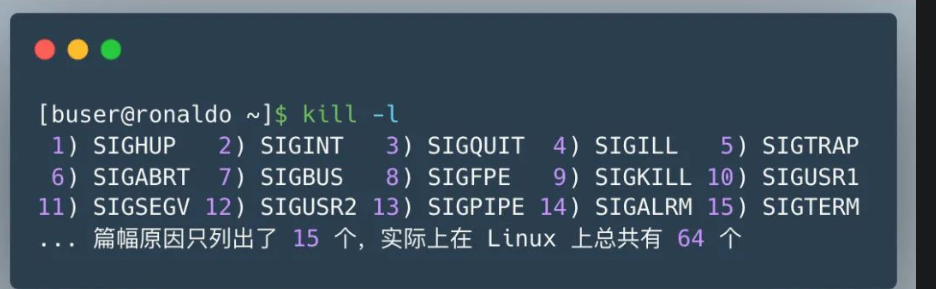 [buser@ronaldo ~]$ kill -l
1) SIGHUP 2) SIGINT 3) SIGQUIT 4) SIGILL 5) SIGTRAP
6) SIGABRT 7) SIGBUS 8) SIGFPE 9) SIGKILL 10) SIGUSR1
11) SIGSEGV 12) SIGUSR2 13) SIGPIPE 14) SIGALRM 15) SIGTERM
... 篇幅原因只列出了 15 个，实际上在 Linux 上总共有 64 个